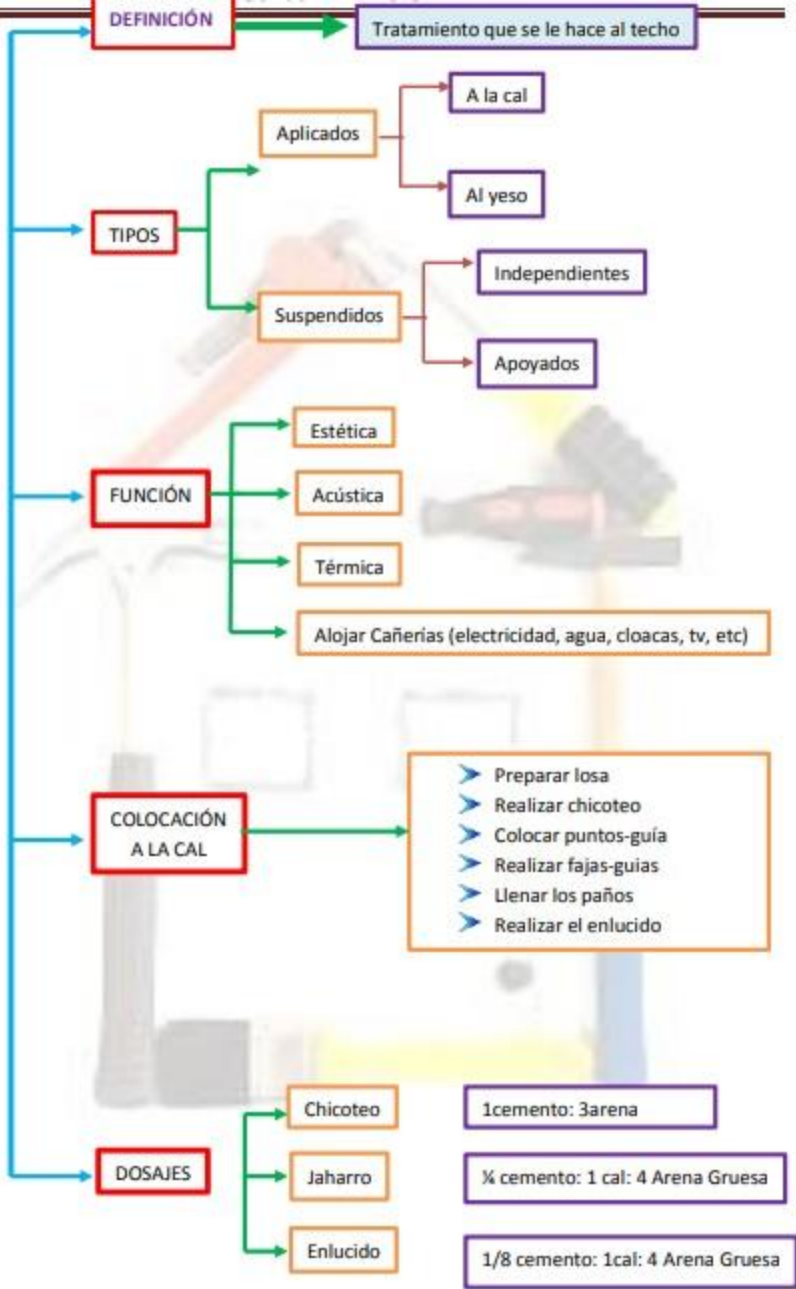 DEFINICIÓN
Tratamiento que se le hace al techo
TIPOS
Aplicados
A la cal
Al yeso
Suspendidos
Independientes
Apoyados
FUNCIÓN
Estética
Acústica
Térmica
Alojar Cañerías (electricidad, agua, cloacas, tv, etc)
COLOCACIÓN
A LA CAL
Preparar losa
Realizar chicoteo
Colocar puntos-guía
Realizar fajas-guias
Llenar los paños
Realizar el enlucido
DOSAJES
Chicoteo
1cemento: 3arena
Jaharro
¼ cemento: 1 cal: 4 Arena Gruesa
Enlucido
1/8 cemento: 1cal: 4 Arena Gruesa